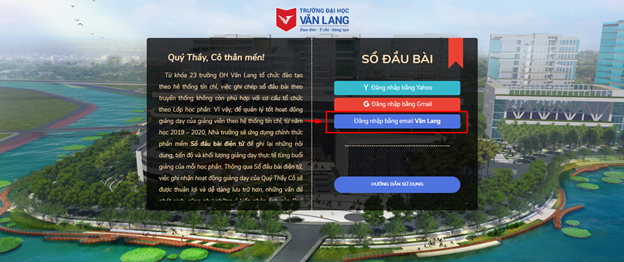 TRƯỜNG ĐẠI HỌC
VĂN LANG
Quý Thầy, Cô thân mến!
Từ khóa 23 trường ĐH Văn Lang tổ chức đào tạo
theo hệ thống tín chỉ, việc ghi chép sổ đầu bài theo
truyền thống không còn phù hợp với cơ cấu tổ chức
theo Lớp học phần. Vì vậy, để quản lý tốt hoạt động
giảng dạy của giảng viên theo hệ thống tín chỉ, từ năm
học 2019 – 2020, Nhà trường sẽ ứng dụng chính thức
phần mềm Sổ đầu bài điện tử để ghi lại những nội
dung, tiến độ và khối lượng giảng dạy thực tế từng buổi
giảng của mỗi học phần. Thông qua Sổ đầu bài điện tử,
việc ghi nhận hoạt động giảng dạy của Quý Thầy Cô sẽ
được thuận lợi và dễ dàng lưu trữ hơn, những vấn đề
SỔ ĐẦU BÀI
Đăng nhập bằng Yahoo
Đăng nhập bằng Gmail
Đăng nhập bằng email Văn Lang
HƯỚNG DẪN SỬ DỤNG